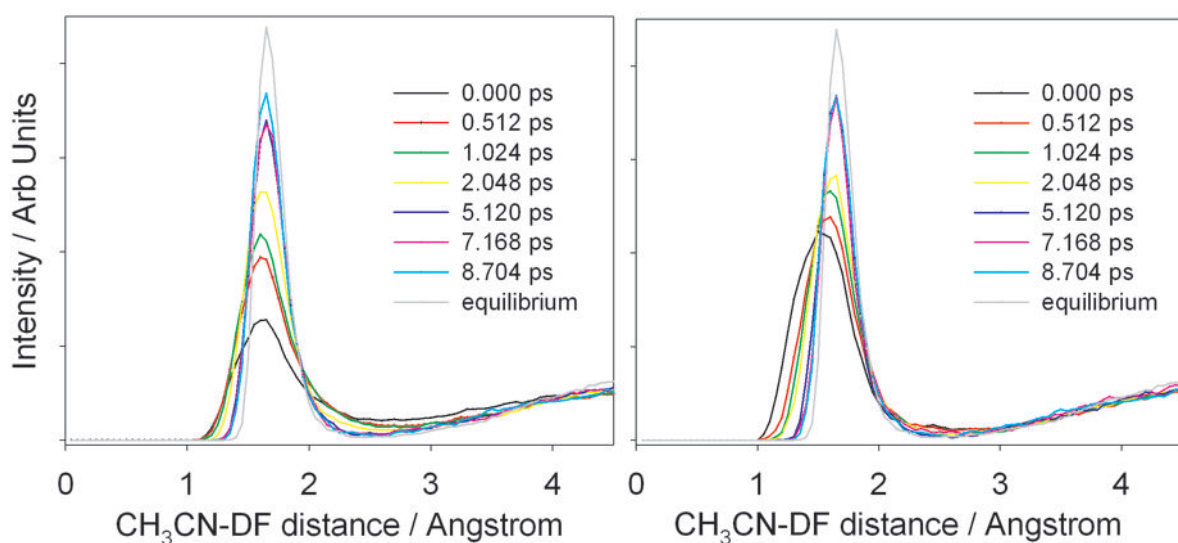 Intensity / Arb Units
0.000 ps
0.512 ps
1.024 ps
2.048 ps
5.120 ps
7.168 ps
8.704 ps
equilibrium
0 1 2 3 4
CH₃CN-DF distance / Angstrom
0.000 ps
0.512 ps
1.024 ps
2.048 ps
5.120 ps
7.168 ps
8.704 ps
equilibrium
0 1 2 3 4
CH₃CN-DF distance / Angstrom